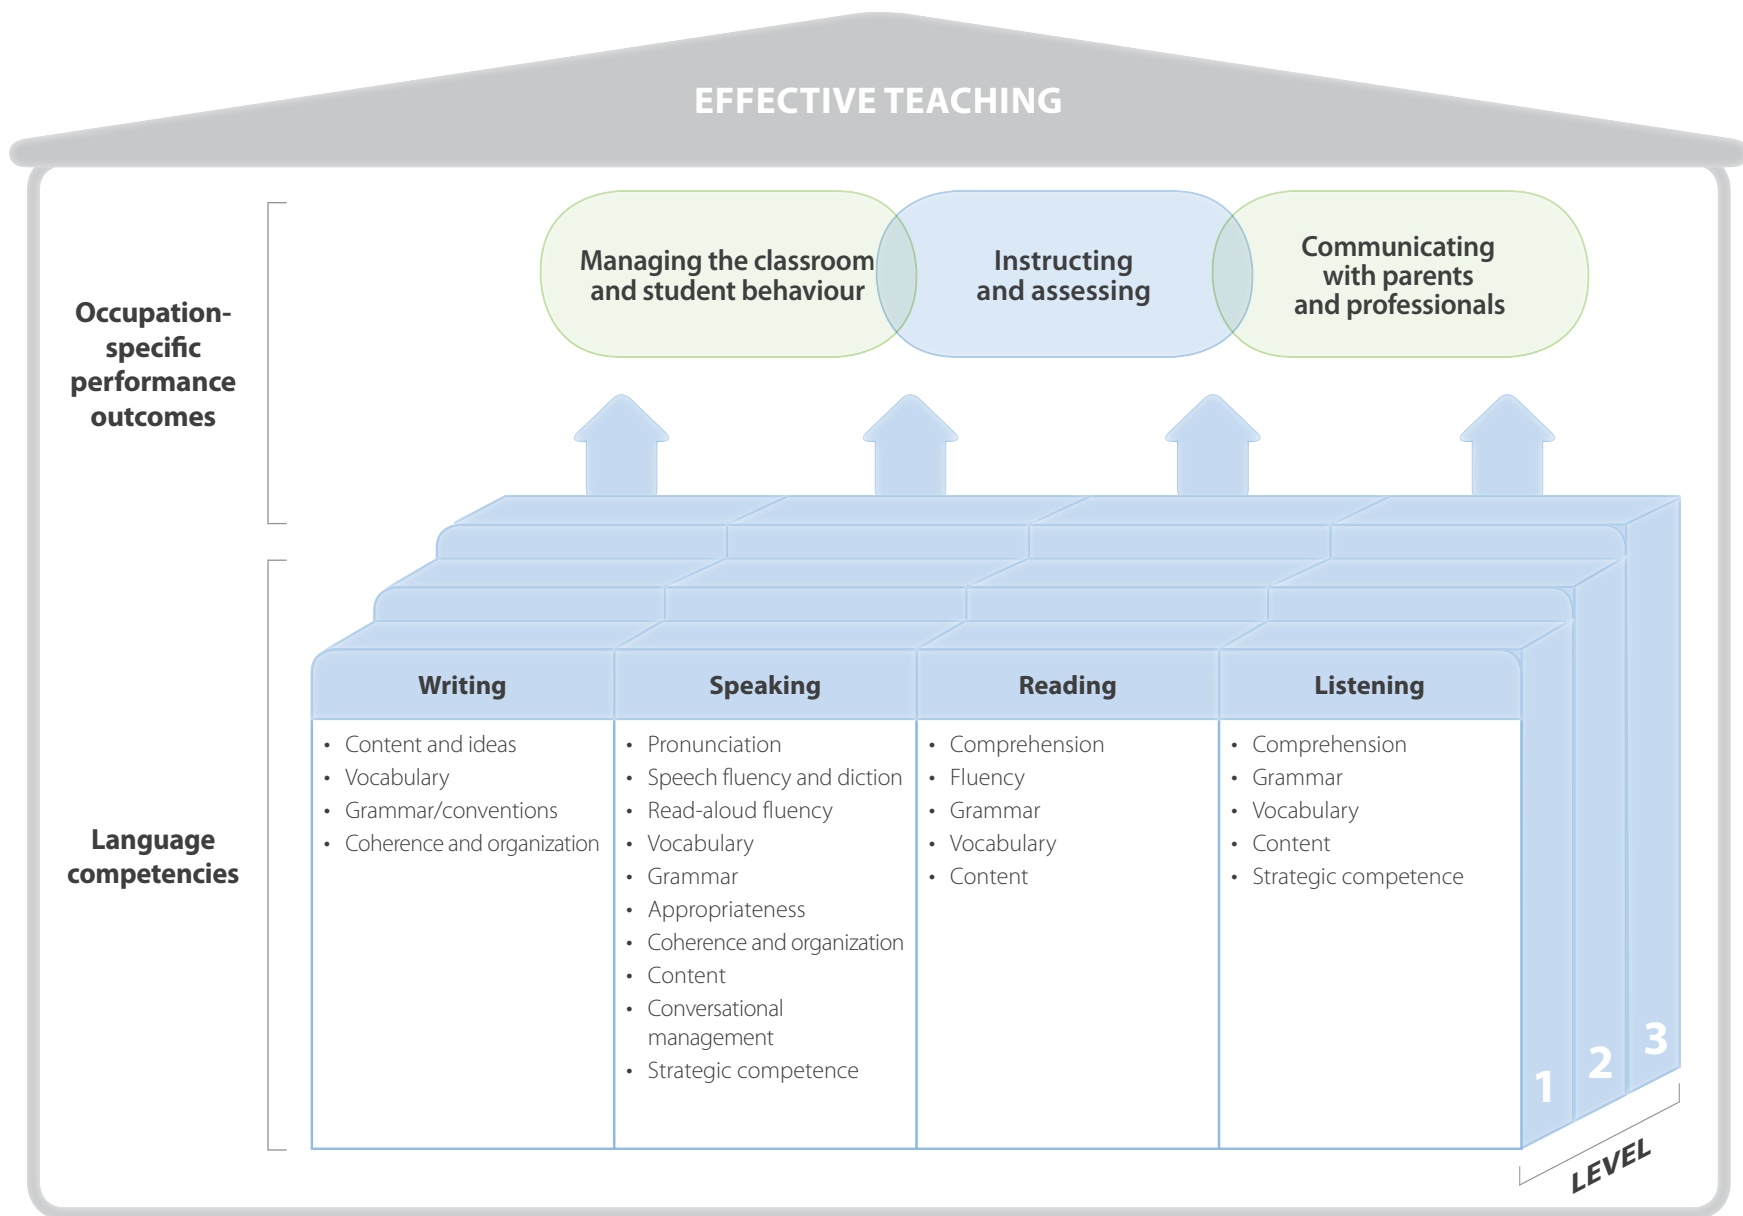 EFFECTIVE TEACHING
Occupation-
specific
performance
outcomes
Managing the classroom
and student behaviour
Instructing
and assessing
Communicating
with parents
and professionals
Language
competencies
Writing
• Content and ideas
• Vocabulary
• Grammar/conventions
• Coherence and organization
Speaking
• Pronunciation
• Speech fluency and diction
• Read-aloud fluency
• Vocabulary
• Grammar
• Appropriateness
• Coherence and organization
• Content
• Conversational
management
• Strategic competence
Reading
• Comprehension
• Fluency
• Grammar
• Vocabulary
• Content
Listening
• Comprehension
• Grammar
• Vocabulary
• Content
• Strategic competence
1
2
3
LEVEL